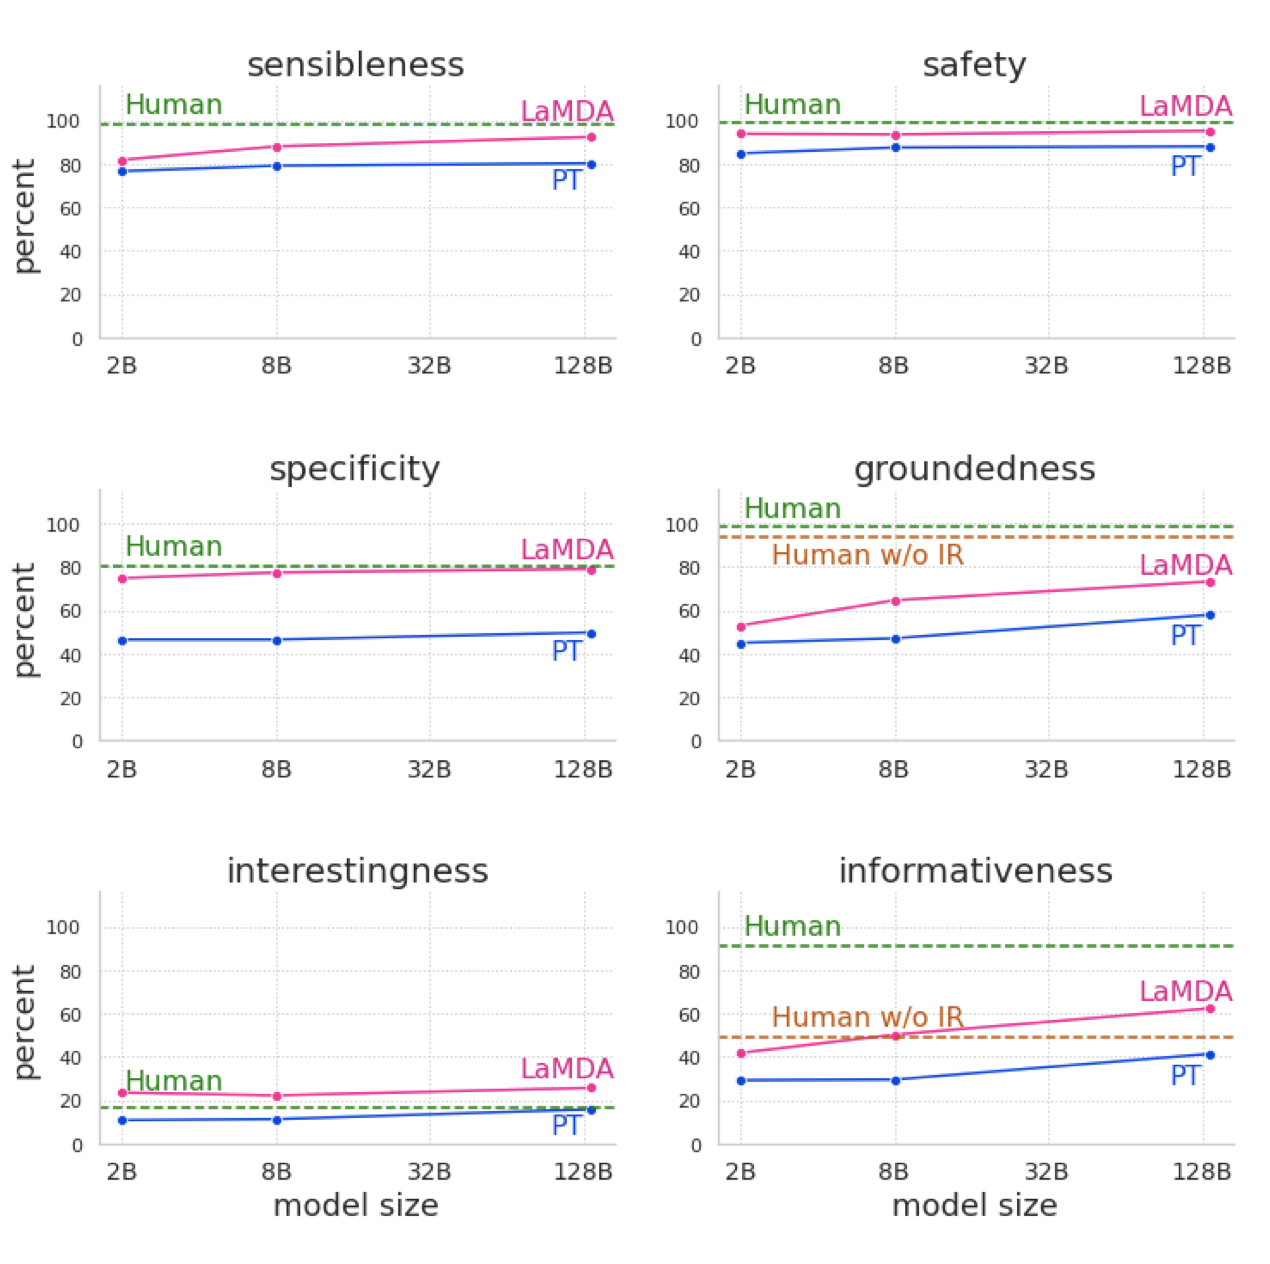 sensibleness
Human
LaMDA
PT
percent
100
80
60
40
20
0
2B 8B 32B 128B
safety
Human
LaMDA
PT
100
80
60
40
20
0
2B 8B 32B 128B
specificity
Human
LaMDA
PT
percent
100
80
60
40
20
0
2B 8B 32B 128B
groundedness
Human
Human w/o IR
LaMDA
PT
100
80
60
40
20
0
2B 8B 32B 128B
interestingness
Human
LaMDA
PT
percent
100
80
60
40
20
0
2B 8B 32B 128B
model size
informativeness
Human
Human w/o IR
LaMDA
PT
100
80
60
40
20
0
2B 8B 32B 128B
model size